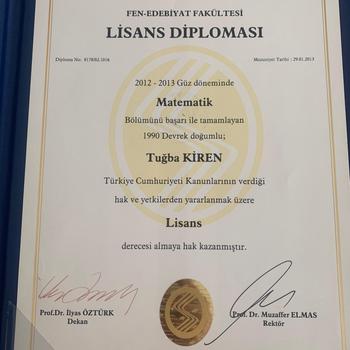 FEN-EDEBİYAT FAKÜLTESİ
LİSANS DİPLOMASI
Diploma No. Mezuniyet Tarihi : 29.01.2013
2012 - 2013 Güz döneminde
Matematik
Bölümünü başarı ile tamamlayan
1990 Devrek doğumlu;
Tuğba KİREN
Türkiye Cumhuriyeti Kanunlarının verdiği
hak ve yetkilerden yararlanmak üzere
Lisans
derecesi almaya hak kazanmıştır.
Prof.Dr. İlyas ÖZTÜRK
Dekan
Prof. Dr. Muzaffer ELMAS
Rektör